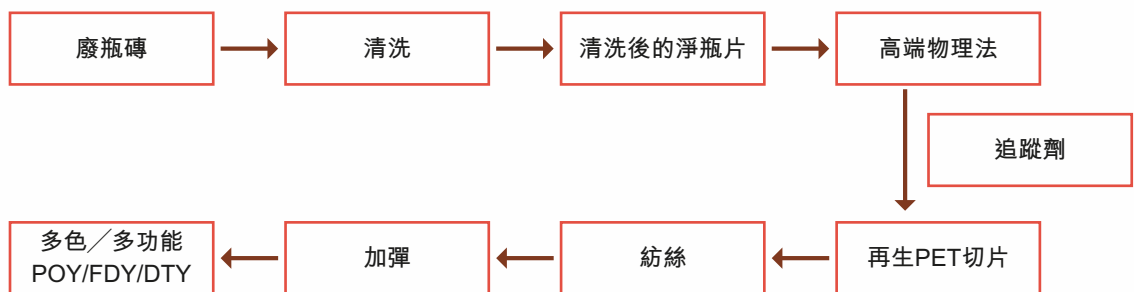 廢瓶磚
清洗
清洗後的淨瓶片
高端物理法
追蹤劑
再生PET切片
紡絲
加彈
多色／多功能
POY/FDY/DTY